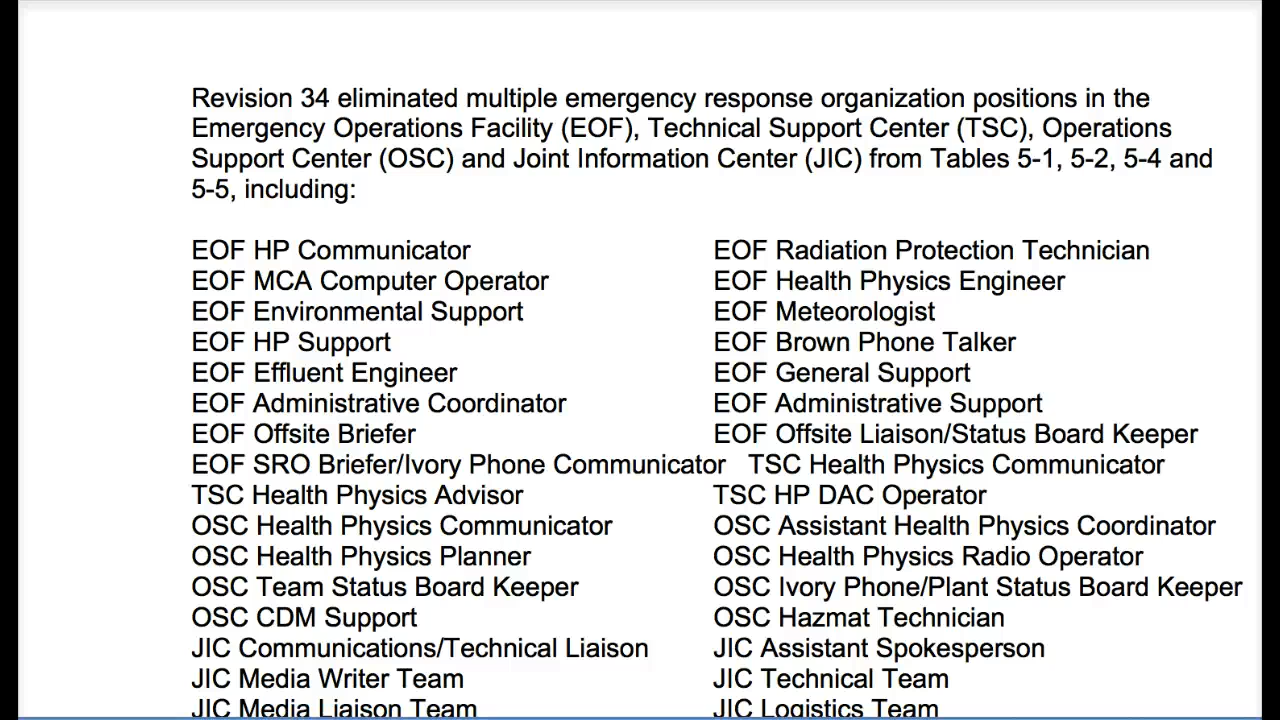 Revision 34 eliminated multiple emergency response organization positions in the
Emergency Operations Facility (EOF), Technical Support Center (TSC), Operations
Support Center (OSC) and Joint Information Center (JIC) from Tables 5-1, 5-2, 5-4 and
5-5, including:
EOF HP Communicator EOF Radiation Protection Technician
EOF MCA Computer Operator EOF Health Physics Engineer
EOF Environmental Support EOF Meteorologist
EOF HP Support EOF Brown Phone Talker
EOF Effluent Engineer EOF General Support
EOF Administrative Coordinator EOF Administrative Support
EOF Offsite Briefer EOF Offsite Liaison/Status Board Keeper
EOF SRO Briefer/Ivory Phone Communicator TSC Health Physics Communicator
TSC Health Physics Advisor TSC HP DAC Operator
OSC Health Physics Communicator OSC Assistant Health Physics Coordinator
OSC Health Physics Planner OSC Health Physics Radio Operator
OSC Team Status Board Keeper OSC Ivory Phone/Plant Status Board Keeper
OSC CDM Support OSC Hazmat Technician
JIC Communications/Technical Liaison JIC Assistant Spokesperson
JIC Media Writer Team JIC Technical Team
JIC Media Liaison Team JIC Logistics Team